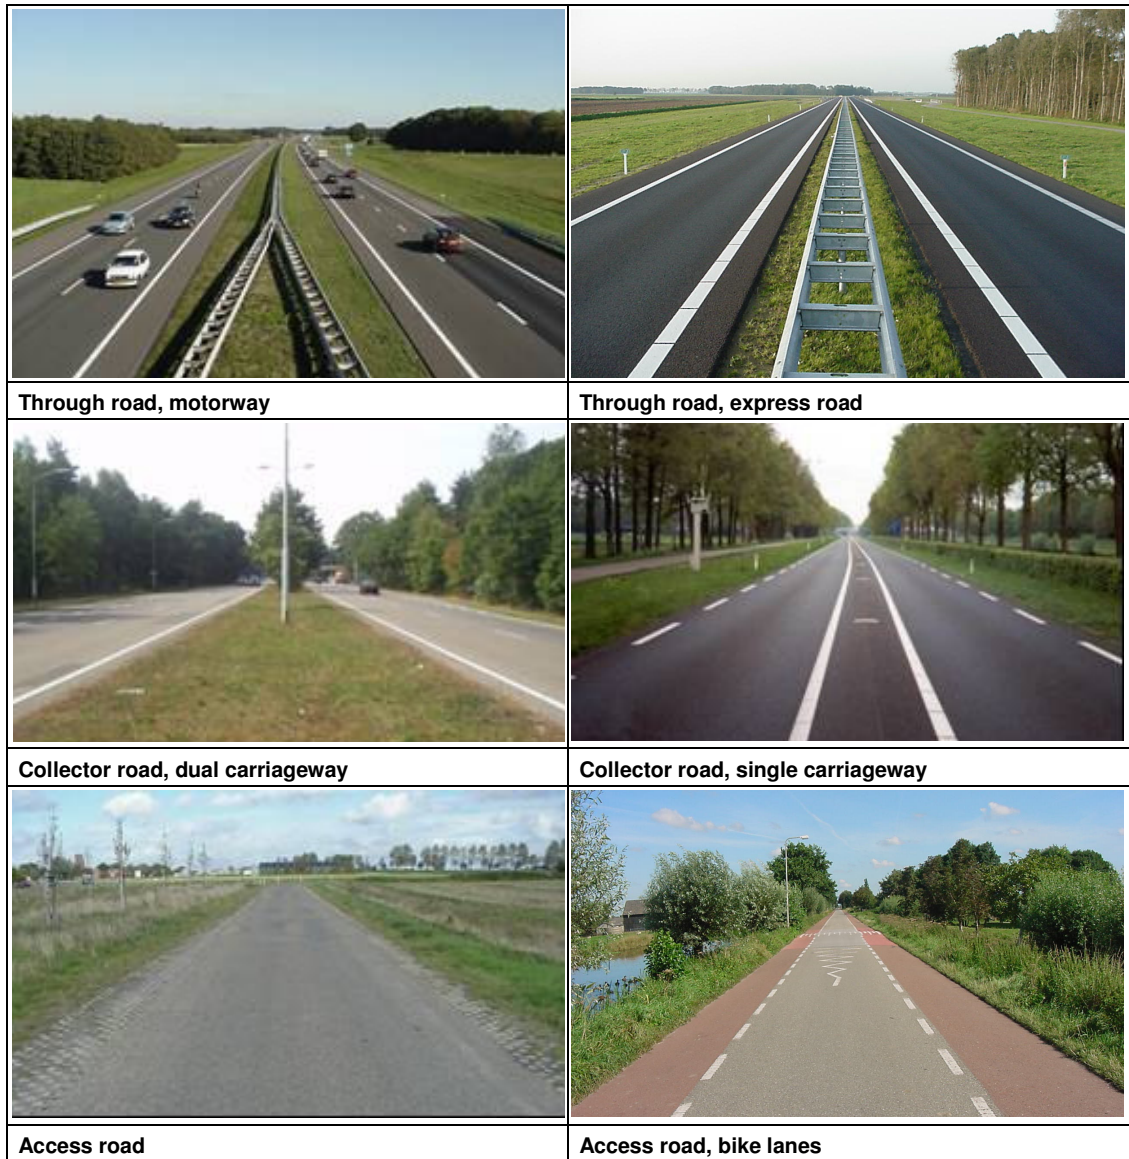 Through road, motorway
Through road, express road
Collector road, dual carriageway
Collector road, single carriageway
Access road
Access road, bike lanes